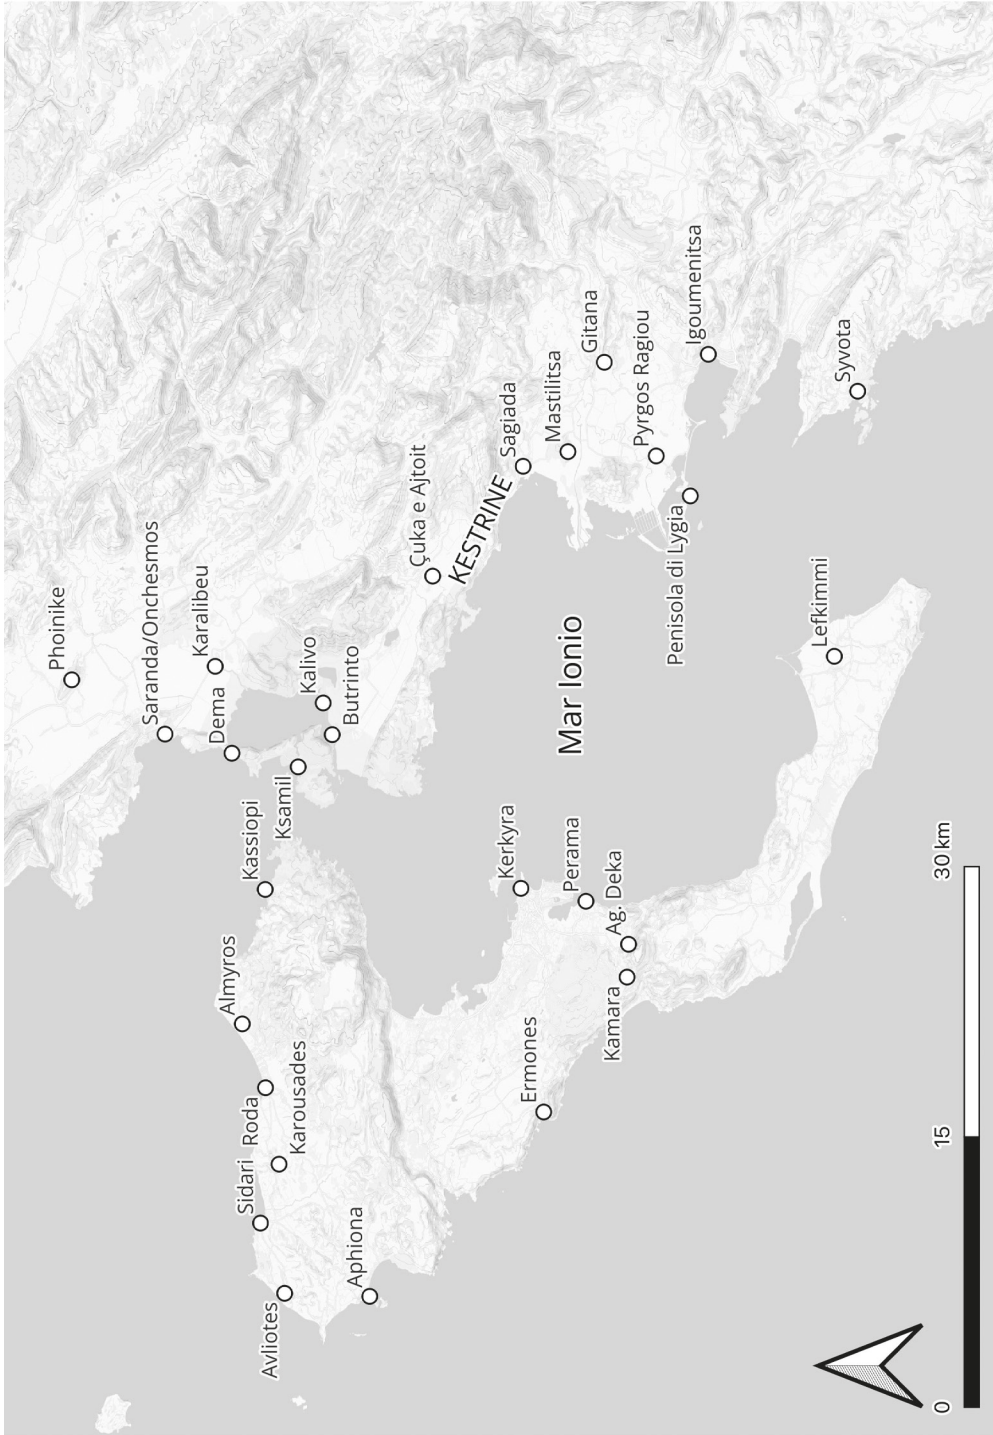 Phoinike
Saranda/Onchesmos
Karalibeu
Dema
Kalivo
Butrinto
Ksamil
Kassiopi
Almyros
Roda
Sidari
Karousades
Avliotes
Aphiona
Çuka e Ajtoit
KESTRINE
Sagiada
Mastilitsa
Gitana
Pyrgos Ragiou
Igoumenitsa
Penisola di Lygia
Syvota
Mar Ionio
Kerkyra
Perama
Ag. Deka
Kamara
Ermones
Lefkimmi
0
15
30 km